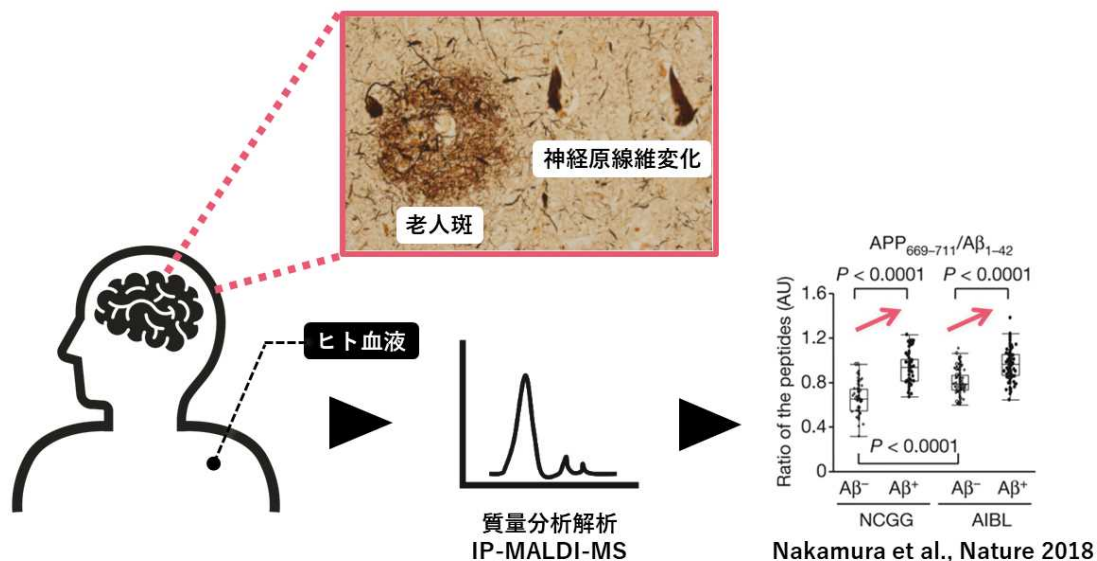 神経原線維変化
老人斑
ヒト血液
質量分析解析
IP-MALDI-MS
APP669–711/Aβ1–42
P < 0.0001
P < 0.0001
Ratio of the peptides (AU)
1.6
1.2
0.8
0.4
0
P < 0.0001
Aβ− Aβ+ Aβ− Aβ+
NCGG AIBL
Nakamura et al., Nature 2018